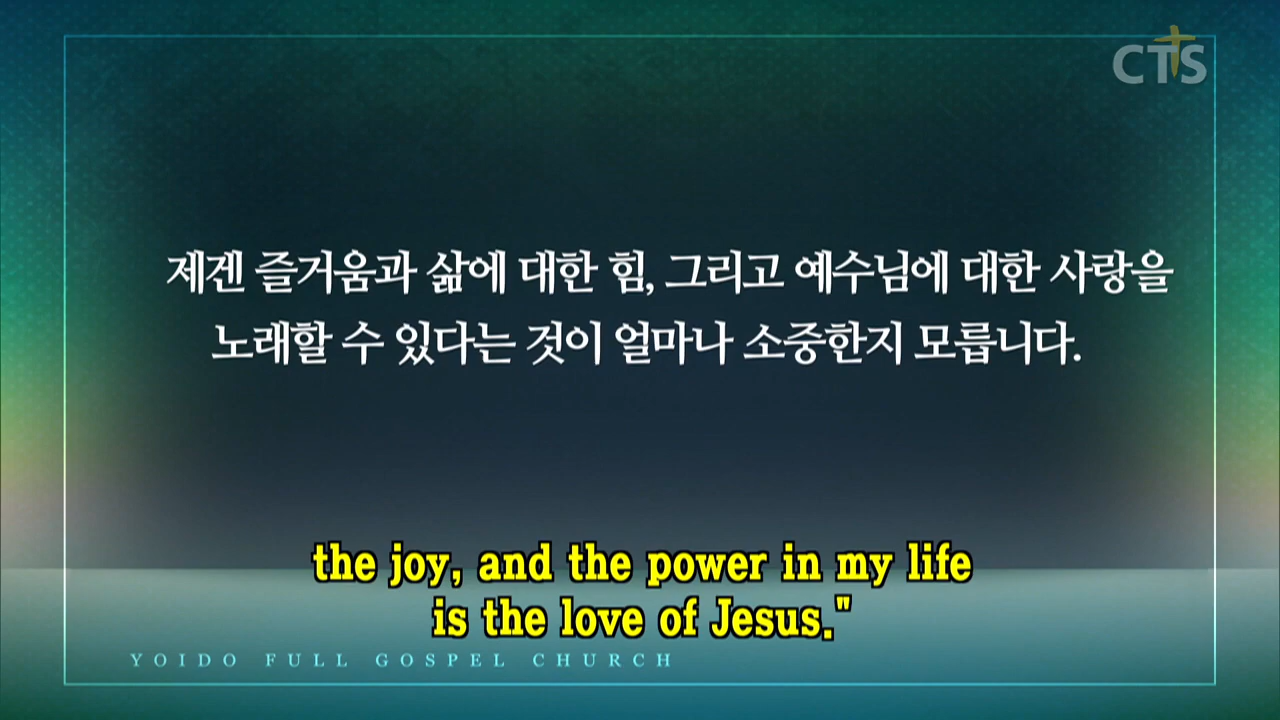 CTS
제겐 즐거움과 삶에 대한 힘, 그리고 예수님에 대한 사랑을
노래할 수 있다는 것이 얼마나 소중한지 모릅니다.
the joy, and the power in my life
is the love of Jesus."
YOIDO FULL GOSPEL CHURCH